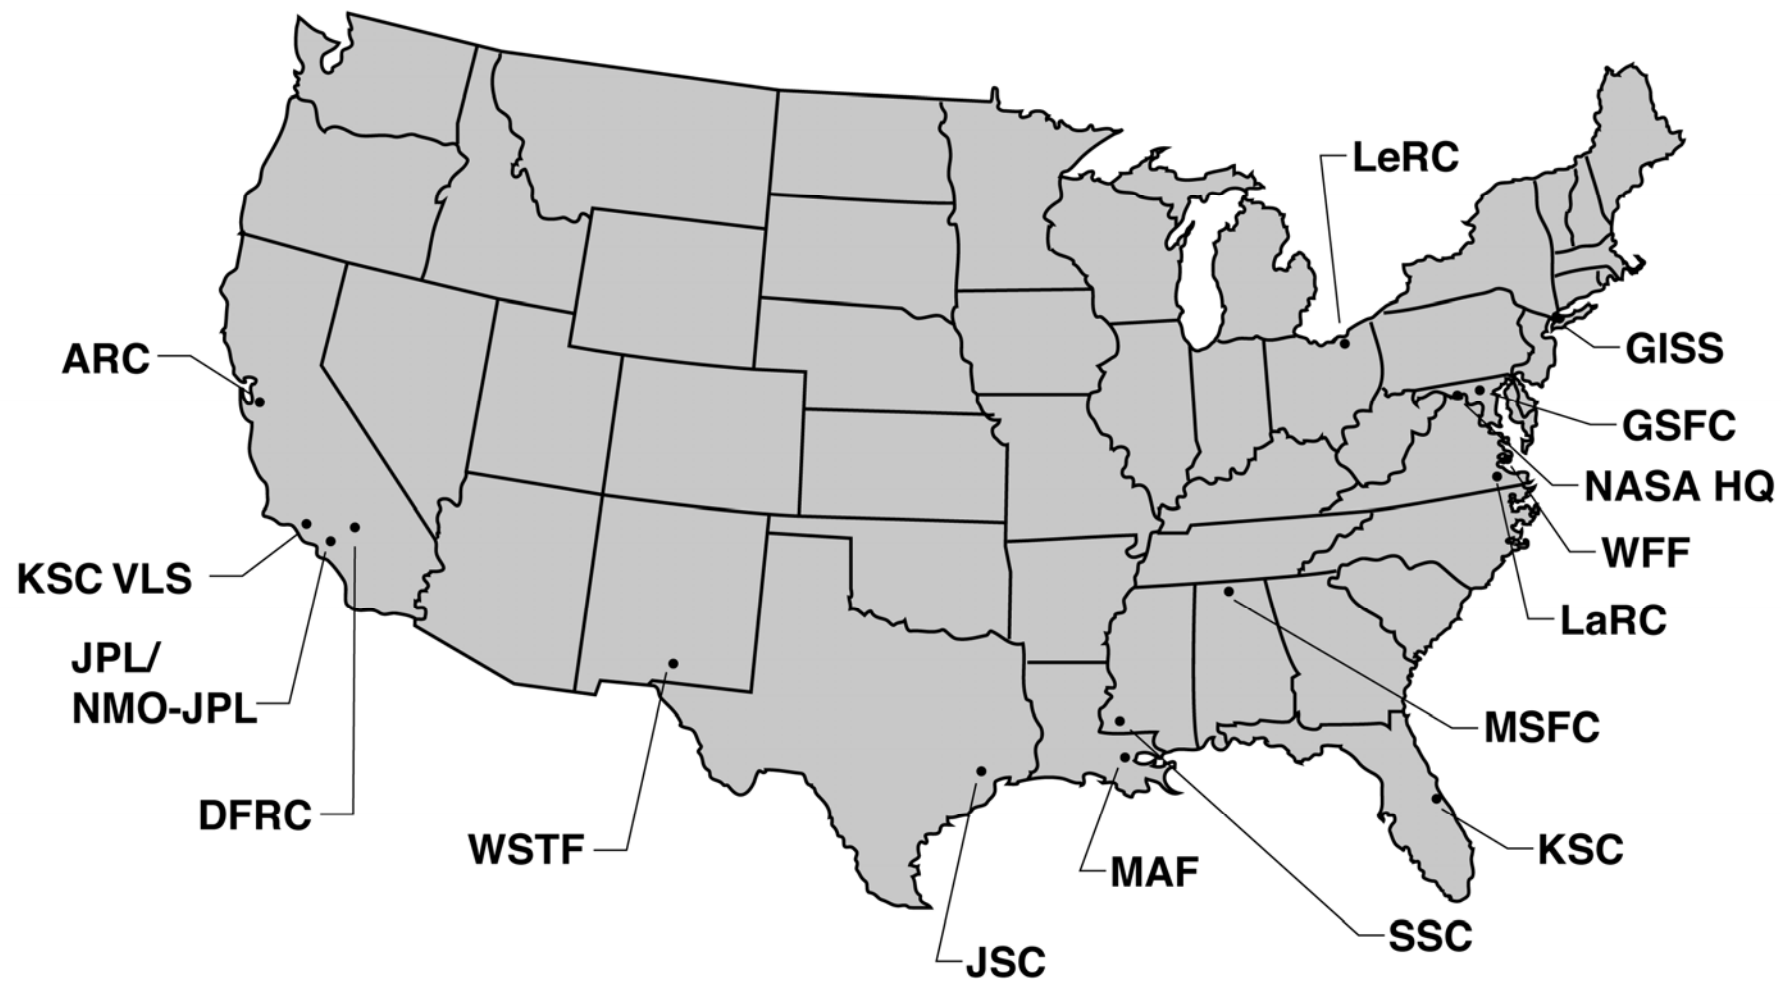 LeRC
ARC
GISS
GSFC
NASA HQ
WFF
KSC VLS
LaRC
JPL/
NMO-JPL
MSFC
DFRC
WSTF
KSC
MAF
SSC
JSC